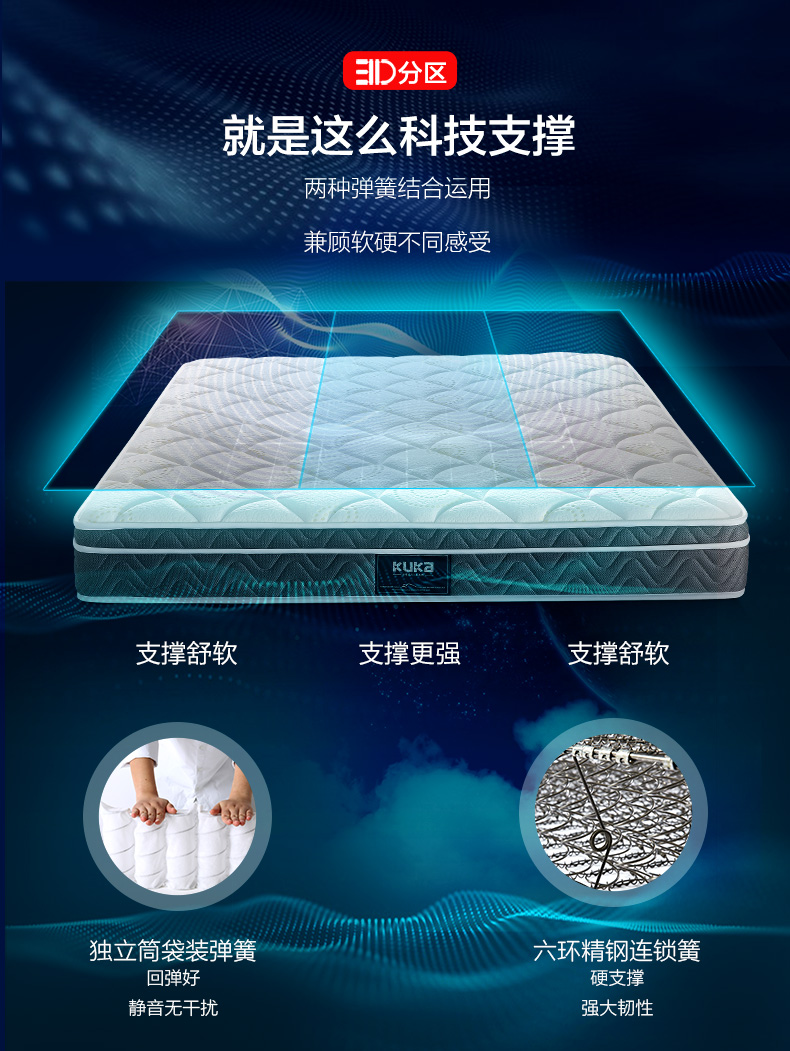 3D分区
就是这么科技支撑
两种弹簧结合运用
兼顾软硬不同感受
KUKa
支撑舒软 支撑更强 支撑舒软
独立筒袋装弹簧 六环精钢连锁簧
回弹好 硬支撑
静音无干扰 强大韧性